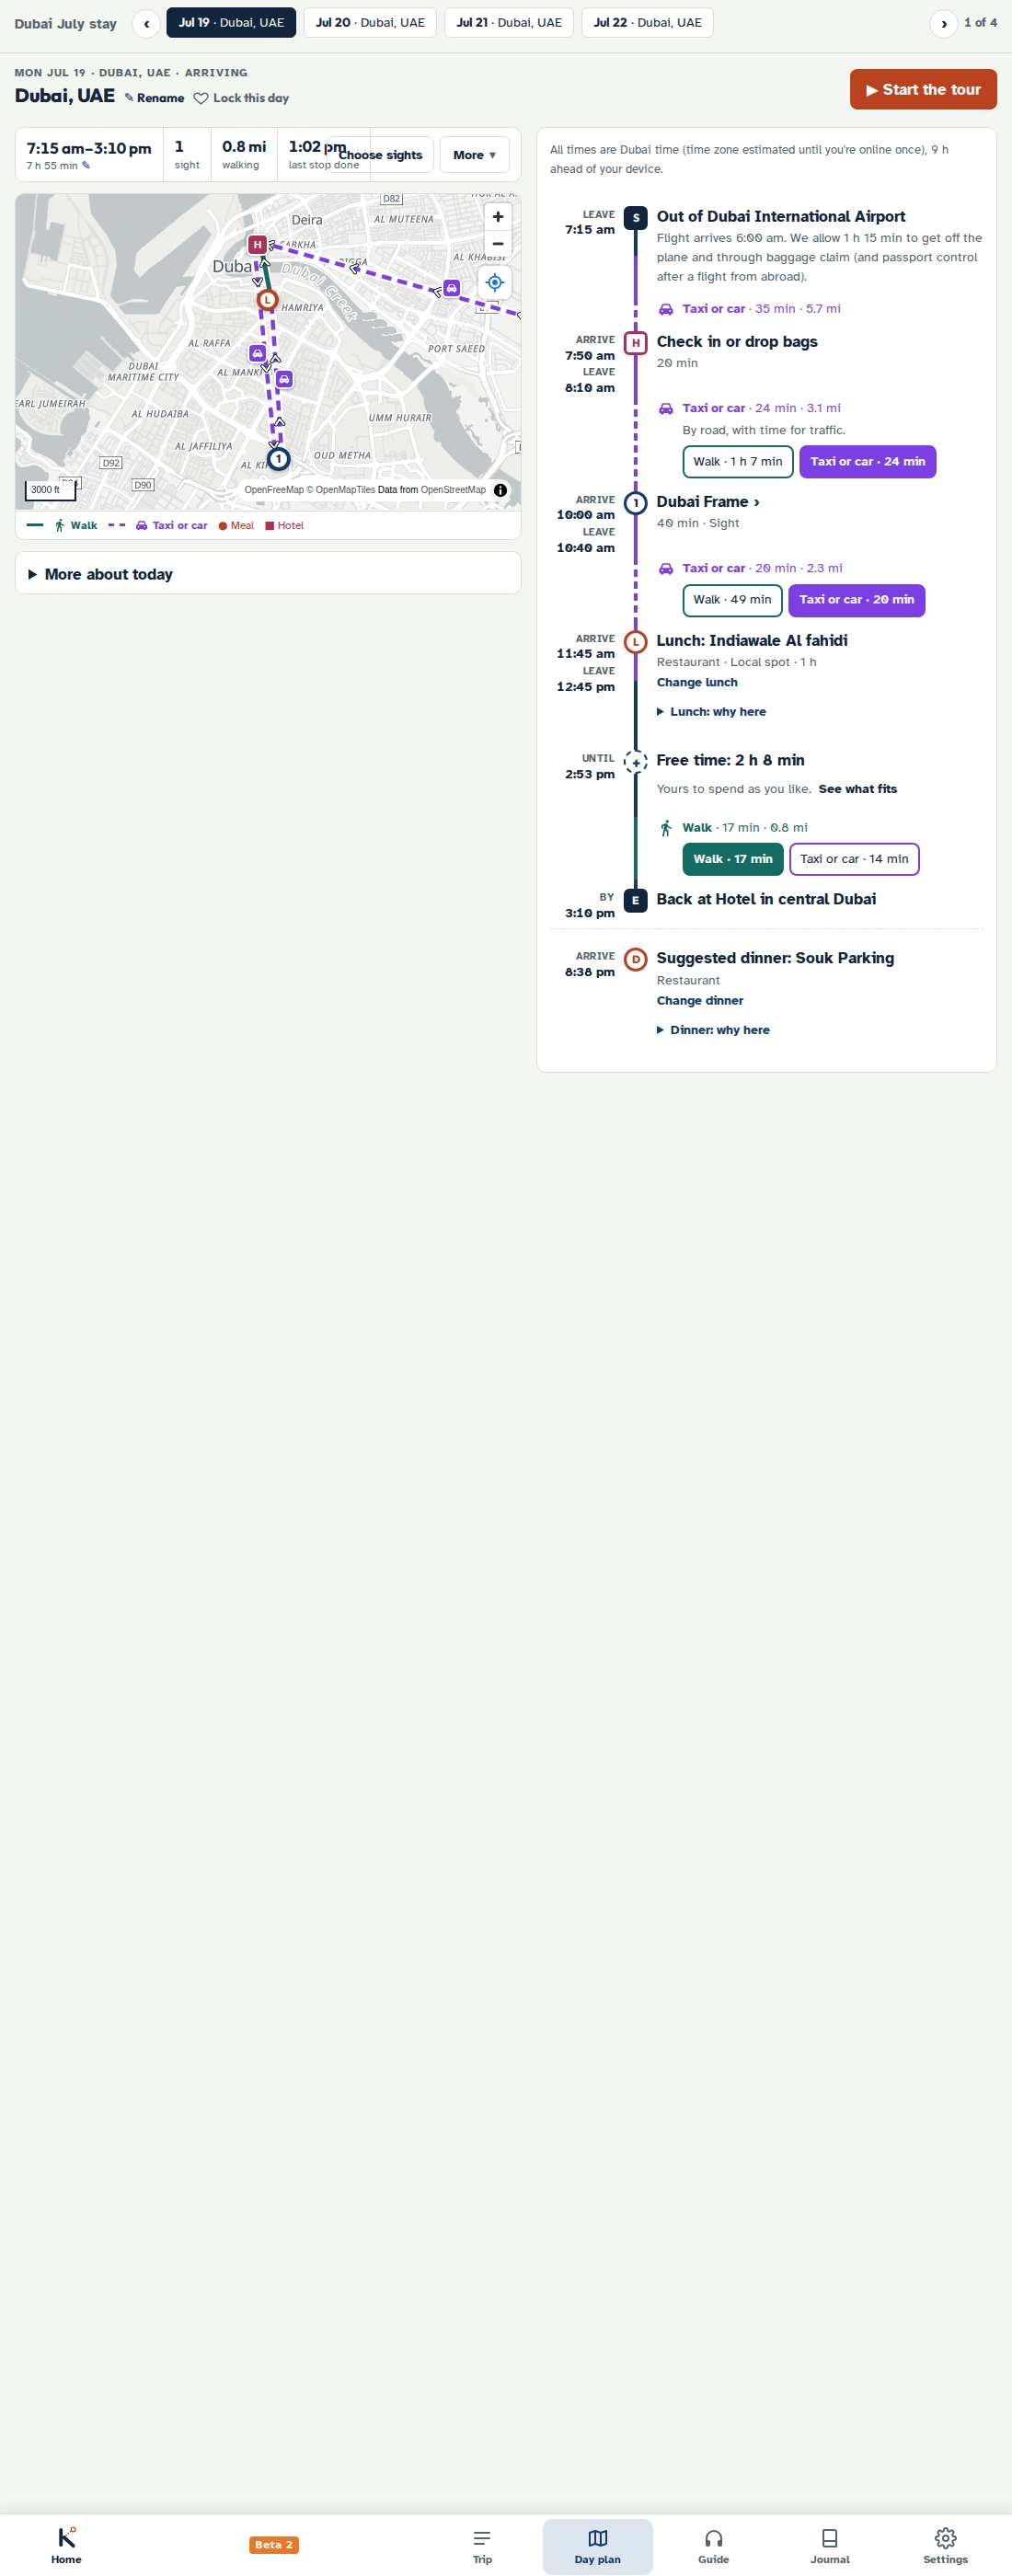 Dubai July stay
‹
Jul 19 · Dubai, UAE
Jul 20 · Dubai, UAE
Jul 21 · Dubai, UAE
Jul 22 · Dubai, UAE
›
1 of 4
MON JUL 19 · DUBAI, UAE · ARRIVING
Dubai, UAE ✎ Rename Lock this day
▶ Start the tour
7:15 am–3:10 pm
7 h 55 min ✎
1
sight
0.8 mi
walking
1:02 pm
last stop done
Choose sights
More ▼
D82
Deira
AL MUTEENA
H
Duba
Dubai Creek
AL KHABISI
L
HAMRIYA
PORT SAEED
AL RAFFA
DUBAI
MARITIME CITY
AL MANKH
EARL JUMEIRAH
AL HUDAIBA
UMM HURAIR
AL JAFFILIYA
OUD METHA
1
D92
D90
3000 ft
OpenFreeMap © OpenMapTiles Data from OpenStreetMap
Walk
Taxi or car
Meal
Hotel
▶ More about today
All times are Dubai time (time zone estimated until you're online once), 9 h
ahead of your device.
LEAVE
7:15 am
S
Out of Dubai International Airport
Flight arrives 6:00 am. We allow 1 h 15 min to get off the
plane and through baggage claim (and passport control
after a flight from abroad).
Taxi or car · 35 min · 5.7 mi
ARRIVE
7:50 am
LEAVE
8:10 am
H
Check in or drop bags
20 min
Taxi or car · 24 min · 3.1 mi
By road, with time for traffic.
Walk · 1 h 7 min
Taxi or car · 24 min
ARRIVE
10:00 am
LEAVE
10:40 am
1
Dubai Frame ›
40 min · Sight
Taxi or car · 20 min · 2.3 mi
Walk · 49 min
Taxi or car · 20 min
ARRIVE
11:45 am
LEAVE
12:45 pm
L
Lunch: Indiawale Al fahidi
Restaurant · Local spot · 1 h
Change lunch
▶ Lunch: why here
UNTIL
2:53 pm
+
Free time: 2 h 8 min
Yours to spend as you like. See what fits
Walk · 17 min · 0.8 mi
Walk · 17 min
Taxi or car · 14 min
BY
3:10 pm
E
Back at Hotel in central Dubai
ARRIVE
8:38 pm
D
Suggested dinner: Souk Parking
Restaurant
Change dinner
▶ Dinner: why here
Home
Beta 2
Trip
Day plan
Guide
Journal
Settings